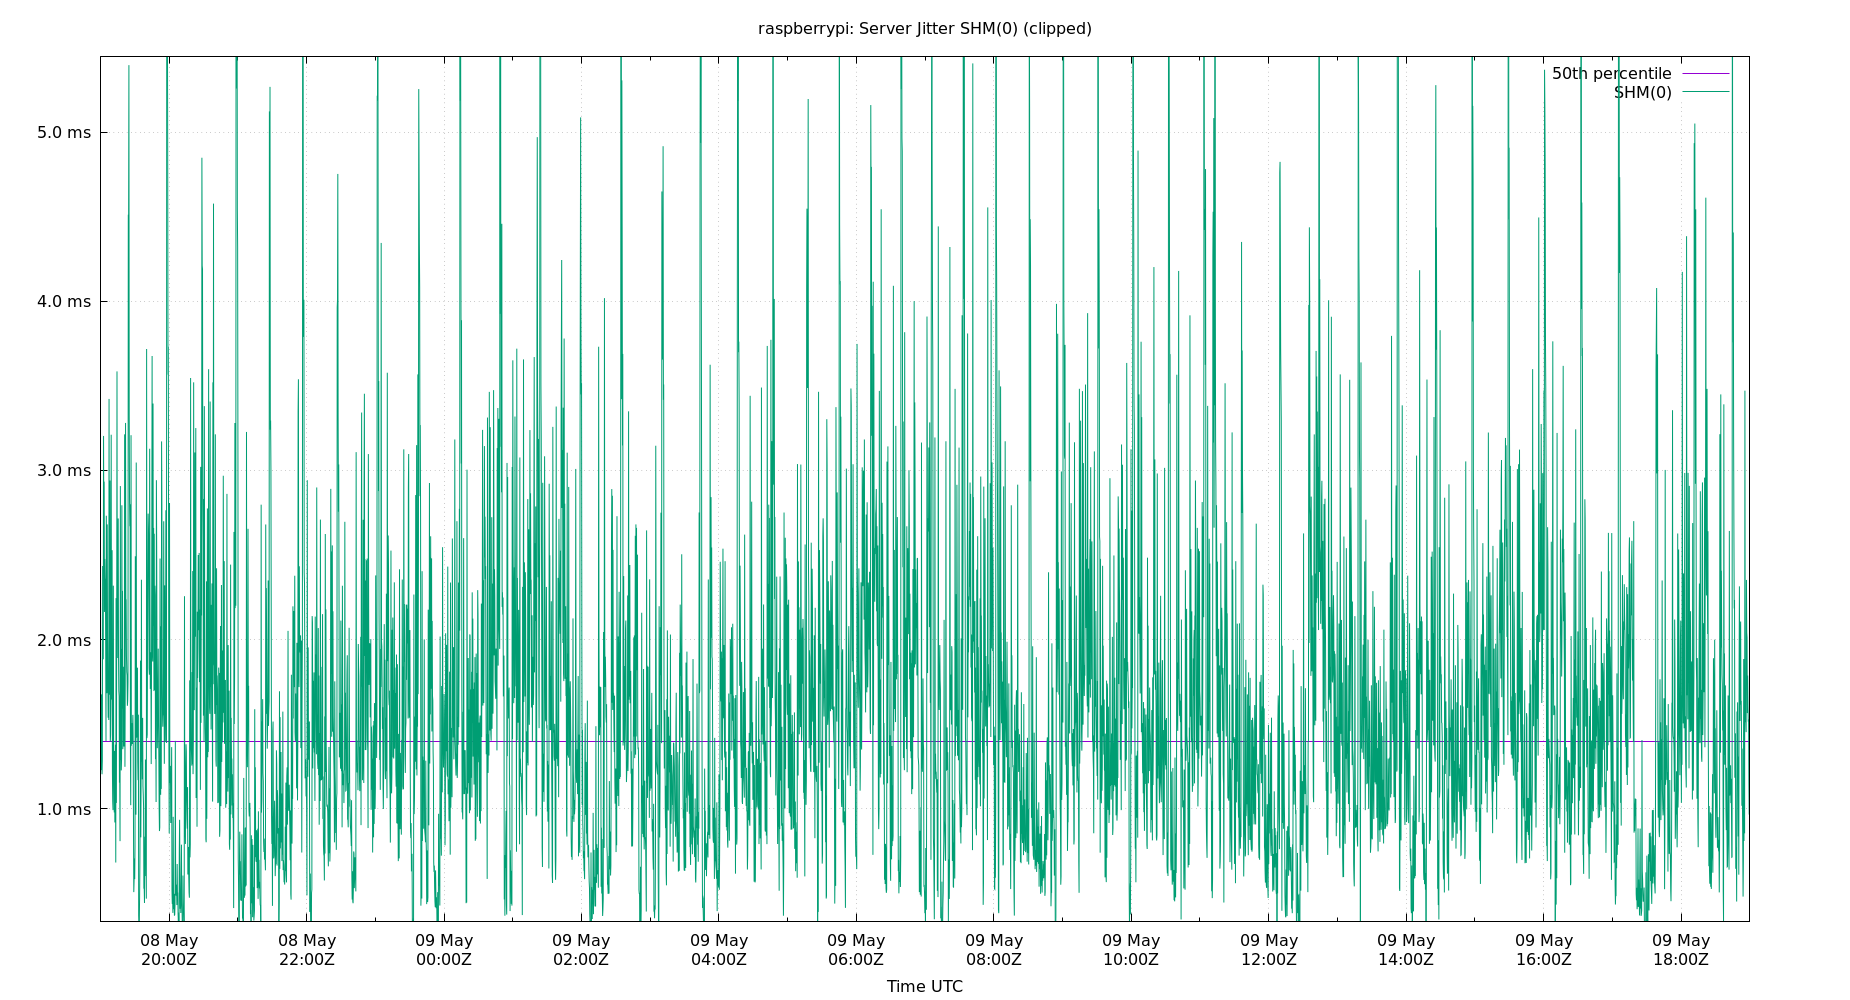 raspberrypi: Server Jitter SHM(0) (clipped)
50th percentile
SHM(0)
5.0 ms
4.0 ms
3.0 ms
2.0 ms
1.0 ms
08 May 08 May 09 May 09 May 09 May 09 May 09 May 09 May 09 May 09 May 09 May 09 May
20:00Z 22:00Z 00:00Z 02:00Z 04:00Z 06:00Z 08:00Z 10:00Z 12:00Z 14:00Z 16:00Z 18:00Z
Time UTC